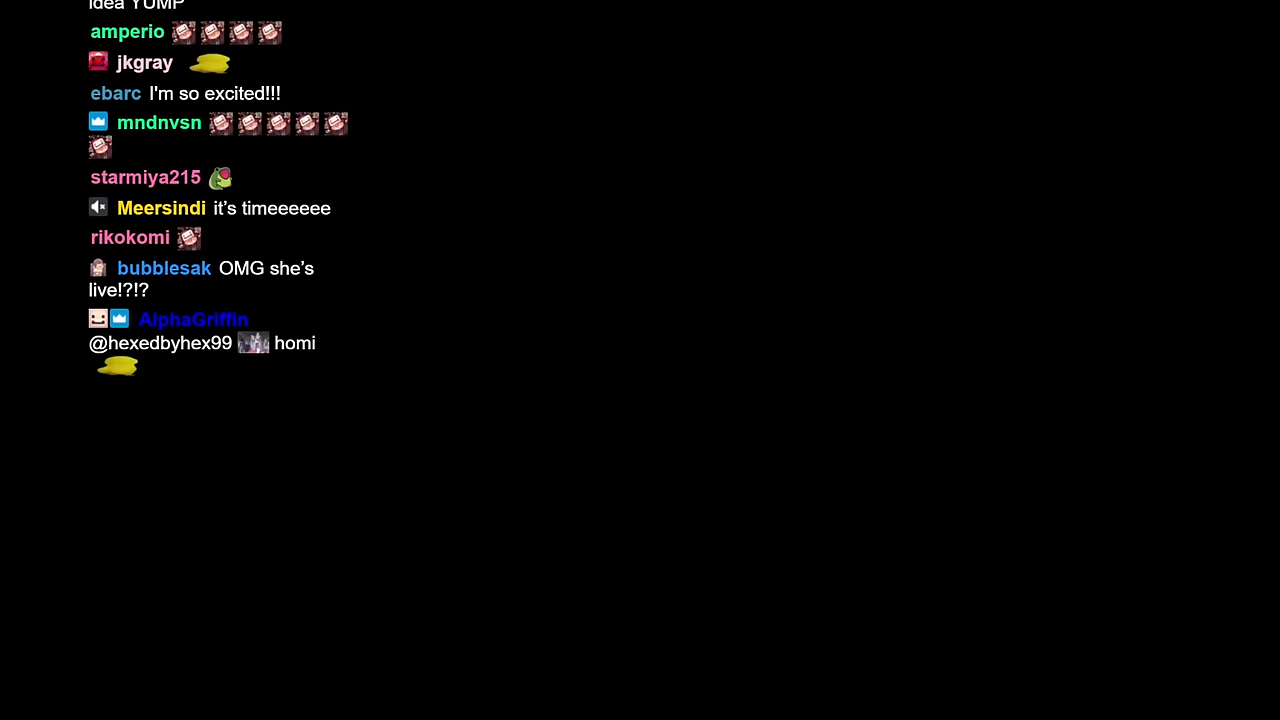 idea YUMP
amperio
jkgray
ebarc I'm so excited!!!
mndnvsn
starmiya215
Meersindi it’s timeeeeee
rikokomi
bubblesak OMG she’s
live!?!?
AlphaGriffin
@hexedbyhex99 homi